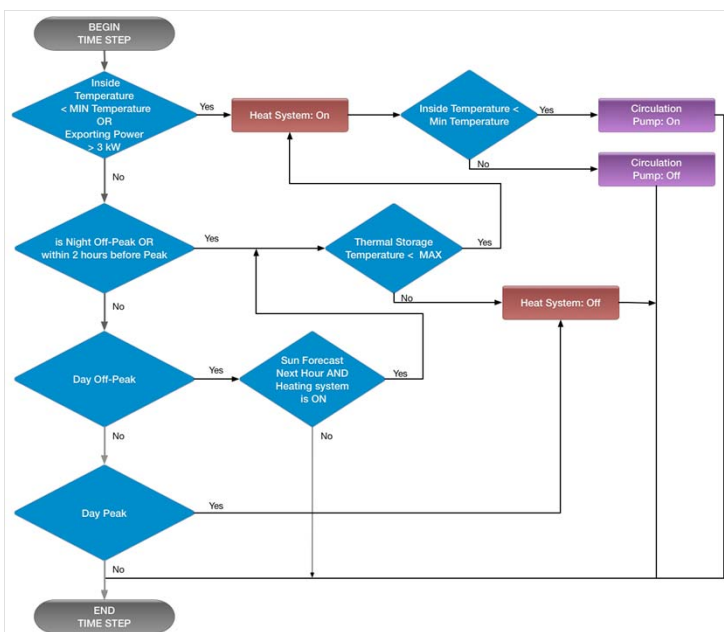 BEGIN
TIME STEP
Inside
Temperature
< MIN Temperature
OR
Exporting Power
> 3 kW
Yes
Heat System: On
Inside Temperature <
Min Temperature
Yes
Circulation
Pump: On
No
Circulation
Pump: Off
No
is Night Off-Peak OR
within 2 hours before Peak
Yes
Thermal Storage
Temperature < MAX
Yes
No
Heat System: Off
No
Day Off-Peak
Yes
Sun Forecast
Next Hour AND
Heating system
is ON
Yes
No
No
Day Peak
Yes
No
END
TIME STEP